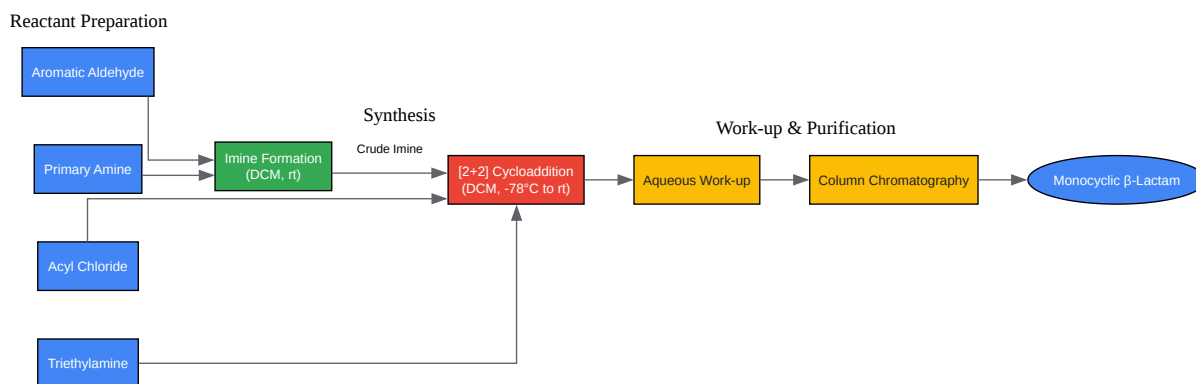 Reactant Preparation
Aromatic Aldehyde
Synthesis
Work-up & Purification
Primary Amine
Imine Formation
(DCM, rt)
Crude Imine
[2+2] Cycloaddition
(DCM, -78°C to rt)
Aqueous Work-up
Column Chromatography
Monocyclic β-Lactam
Acyl Chloride
Triethylamine